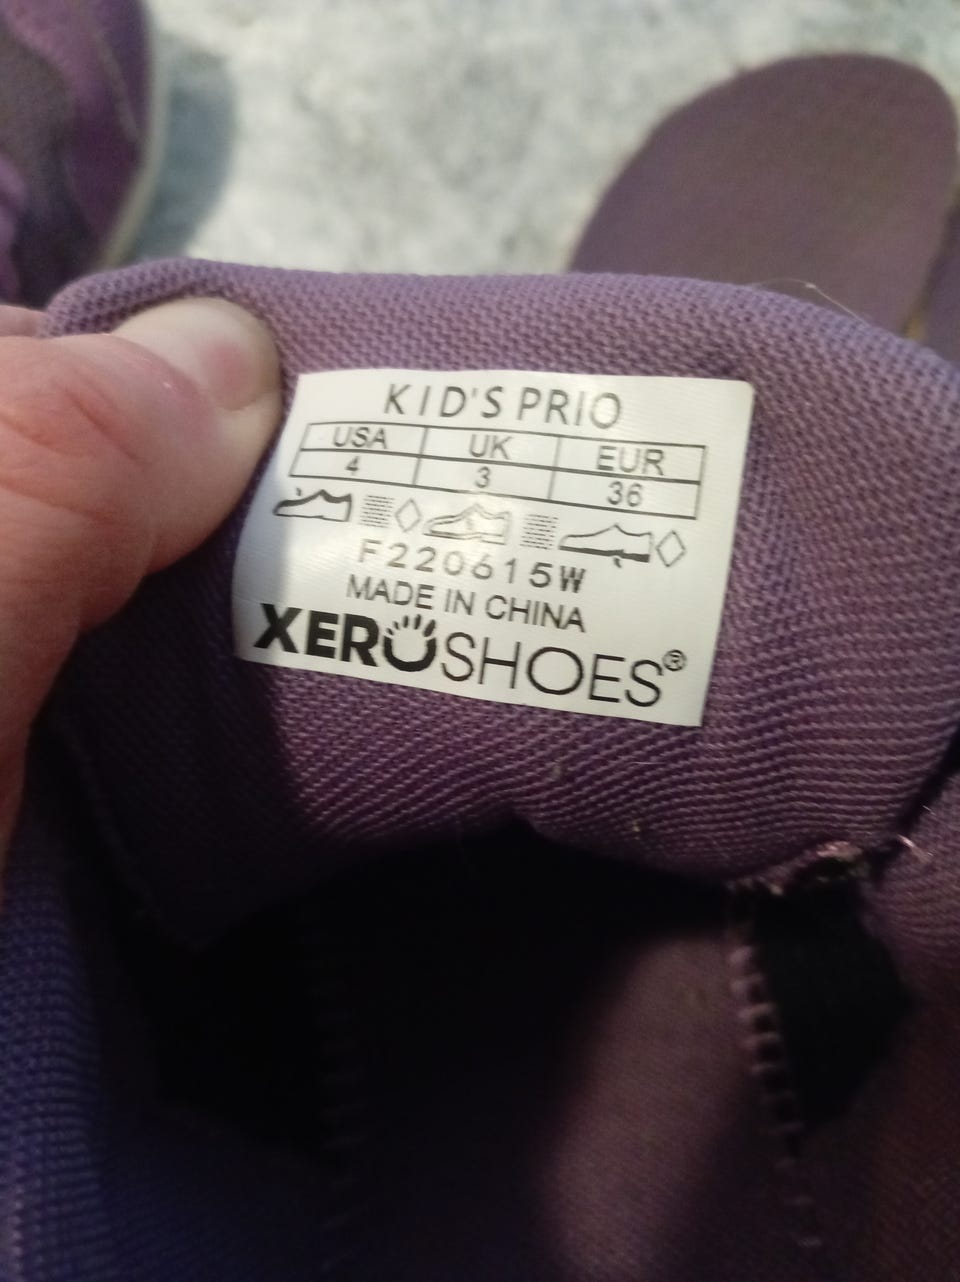 KID'S PRIO
USA UK EUR
4 3 36
F220615W
MADE IN CHINA
XEROSHOES®